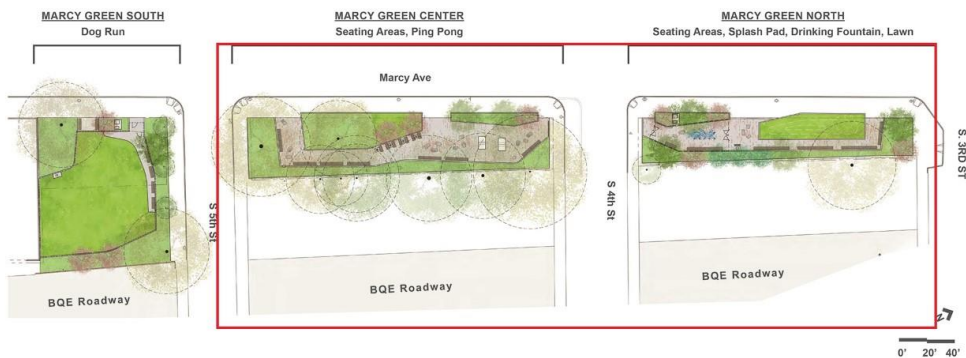 MARCY GREEN SOUTH
Dog Run
MARCY GREEN CENTER
Seating Areas, Ping Pong
MARCY GREEN NORTH
Seating Areas, Splash Pad, Drinking Fountain, Lawn
Marcy Ave
S 5th St
S 4th St
S. 3RD ST
BQE Roadway
BQE Roadway
BQE Roadway
N
0' 20' 40'